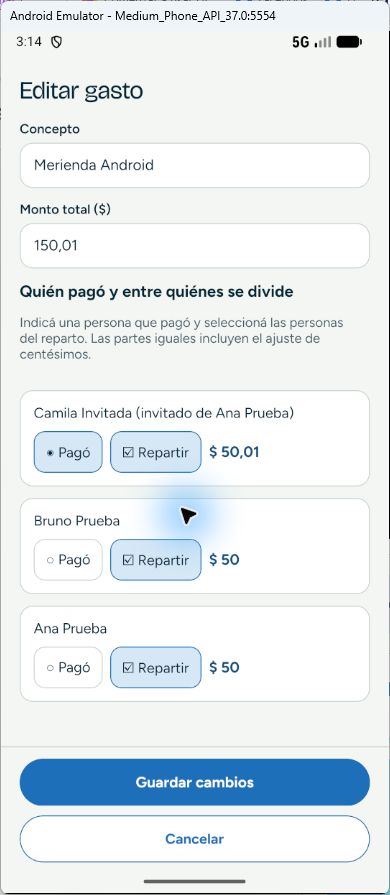 Android Emulator - Medium_Phone_API_37.0:5554
3:14 5G
Editar gasto
Concepto
Merienda Android
Monto total ($)
150,01
Quién pagó y entre quiénes se divide
Indicá una persona que pagó y seleccioná las personas
del reparto. Las partes iguales incluyen el ajuste de
centésimos.
Camila Invitada (invitado de Ana Prueba)
◉ Pagó ☑ Repartir $ 50,01
Bruno Prueba
○ Pagó ☑ Repartir $ 50
Ana Prueba
○ Pagó ☑ Repartir $ 50
Guardar cambios
Cancelar